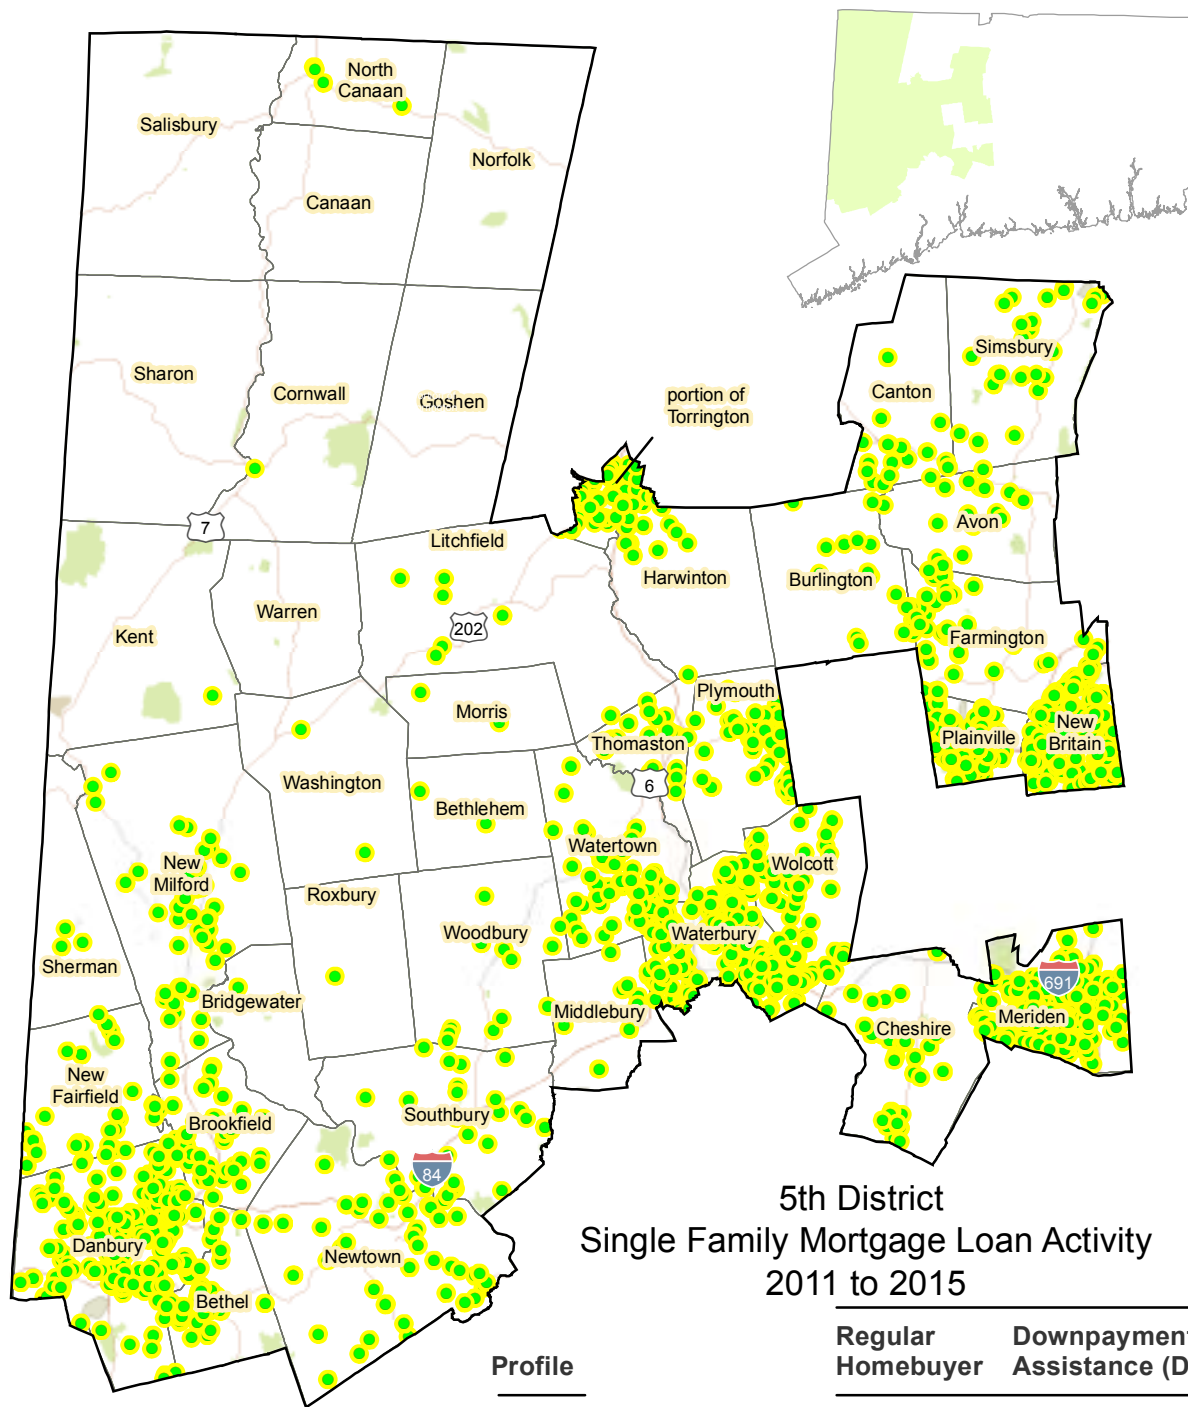 North
Canaan
Salisbury
Norfolk
Canaan
Simsbury
Sharon
Cornwall
Goshen
portion of
Torrington
Canton
7
Litchfield
Avon
Harwinton
Burlington
Warren
202
Kent
Farmington
Plymouth
Morris
New
Britain
Thomaston
Plainville
Washington
6
Bethlehem
Watertown
Wolcott
New
Milford
Roxbury
Woodbury
Waterbury
Sherman
691
Bridgewater
Middlebury
Meriden
Cheshire
New
Fairfield
Southbury
Brookfield
84
5th District
Single Family Mortgage Loan Activity
2011 to 2015
Danbury
Newtown
Bethel
Profile
Regular
Homebuyer
Downpayment
Assistance (D